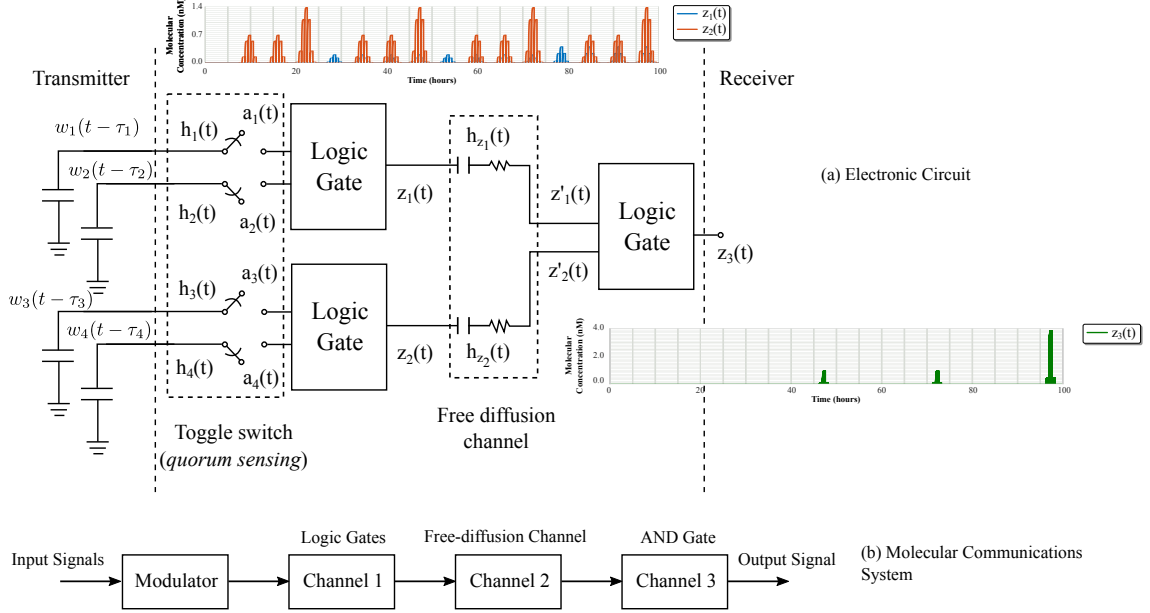 1.4
0.7
0.0
Molecular
Concentration (nM)
0
20
40
60
80
100
Time (hours)
z₁(t)
z₂(t)
Transmitter
Receiver
w₁(t − τ₁)
w₂(t − τ₂)
w₃(t − τ₃)
w₄(t − τ₄)
h₁(t)
a₁(t)
h₂(t)
a₂(t)
h₃(t)
a₃(t)
h₄(t)
a₄(t)
Logic
Gate
Logic
Gate
z₁(t)
z₂(t)
h_z₁(t)
h_z₂(t)
z'₁(t)
z'₂(t)
Logic
Gate
z₃(t)
(a) Electronic Circuit
Toggle switch
(quorum sensing)
Free diffusion
channel
4.0
2.0
0.0
Molecular
Concentration (nM)
0
20
40
60
80
100
Time (hours)
z₃(t)
Logic Gates
Free-diffusion Channel
AND Gate
Input Signals
Modulator
Channel 1
Channel 2
Channel 3
Output Signal
(b) Molecular Communications
System